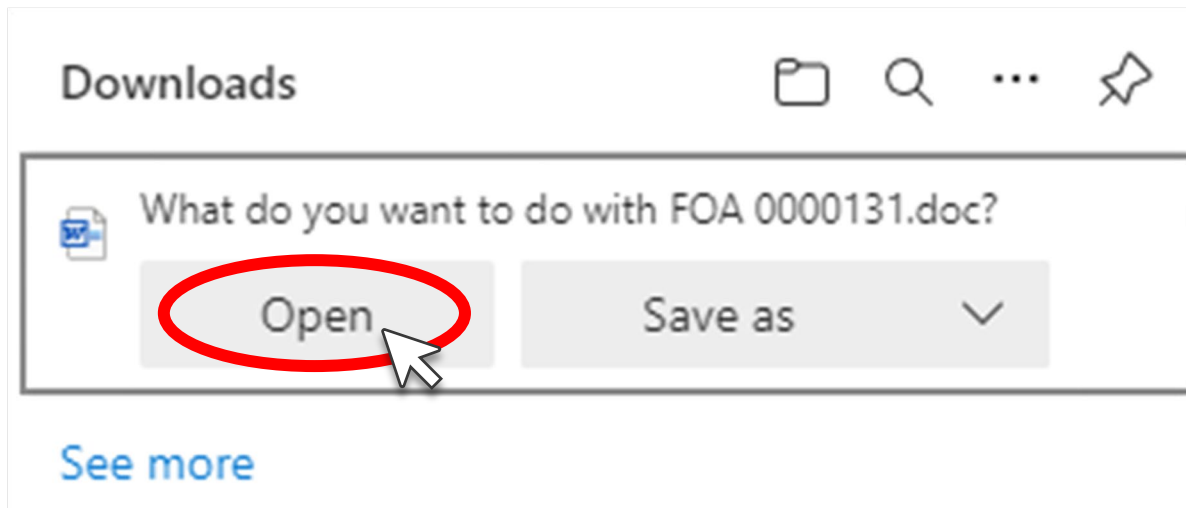 Downloads
What do you want to do with FOA 0000131.doc?
Open Save as
See more